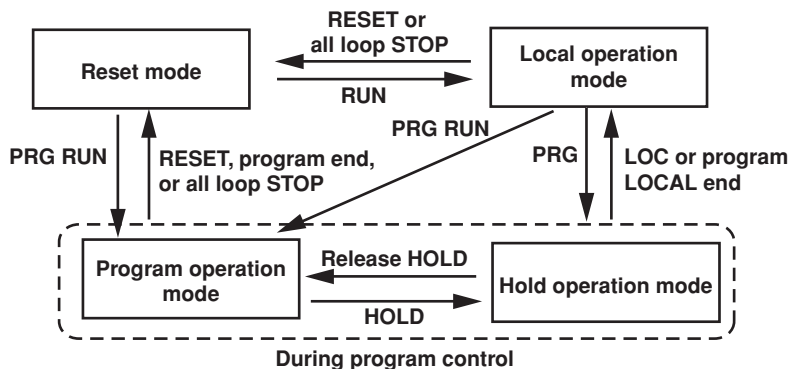 RESET or
all loop STOP
Reset mode
Local operation
mode
RUN
PRG RUN
PRG RUN
RESET, program end,
or all loop STOP
PRG
LOC or program
LOCAL end
Program operation
mode
Release HOLD
HOLD
Hold operation mode
During program control